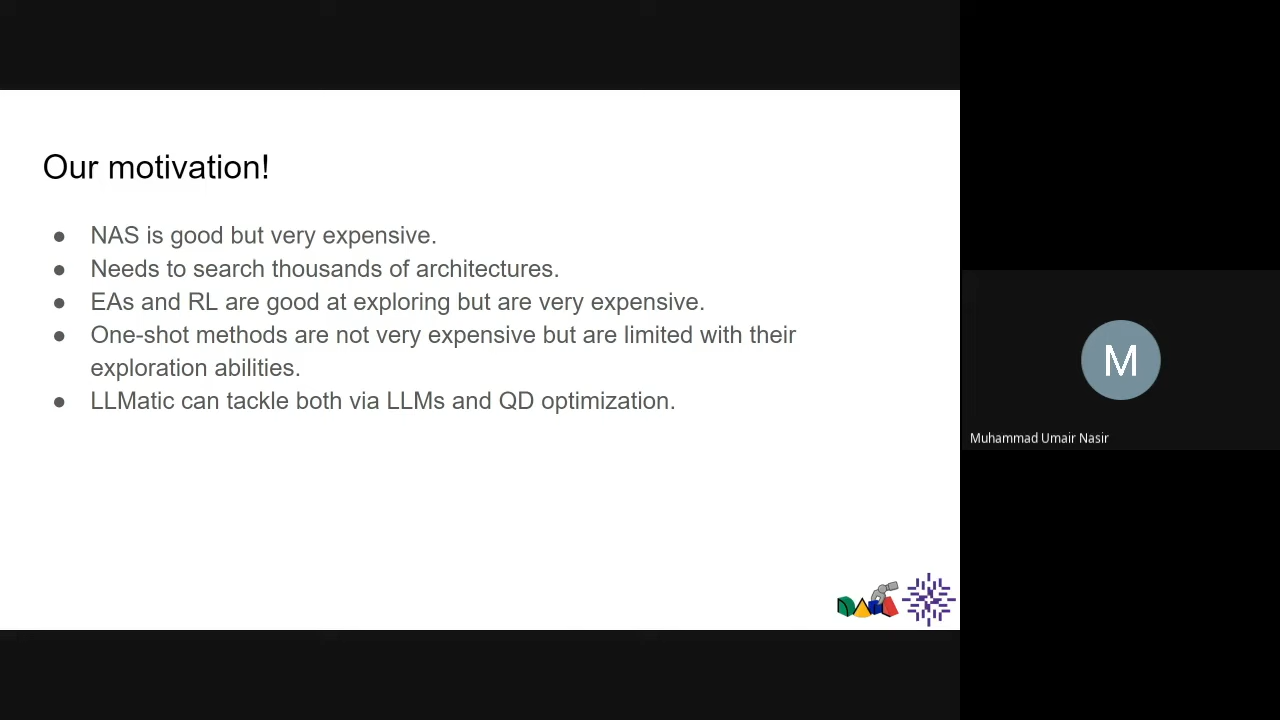 Our motivation!
● NAS is good but very expensive.
● Needs to search thousands of architectures.
● EAs and RL are good at exploring but are very expensive.
● One-shot methods are not very expensive but are limited with their
exploration abilities.
● LLMatic can tackle both via LLMs and QD optimization.
M
Muhammad Umair Nasir